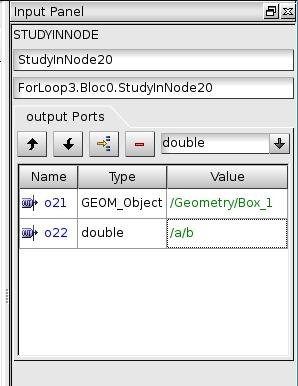 Input Panel
STUDYINNODE
StudyInNode20
ForLoop3.Bloc0.StudyInNode20
output Ports
double
Name Type Value
o21 GEOM_Object /Geometry/Box_1
o22 double /a/b